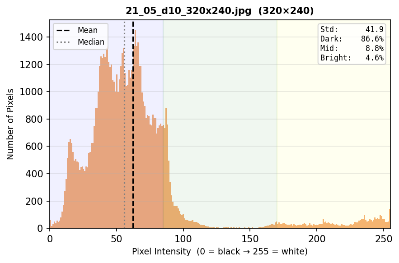 21_05_d10_320x240.jpg  (320×240)
Mean
Median
Std: 41.9
Dark: 86.6%
Mid: 8.8%
Bright: 4.6%
Number of Pixels
1400
1200
1000
800
600
400
200
0
0 50 100 150 200 250
Pixel Intensity  (0 = black → 255 = white)